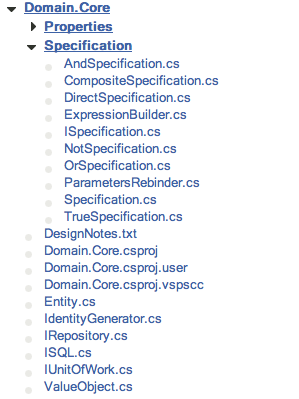 Domain.Core
Properties
Specification
AndSpecification.cs
CompositeSpecification.cs
DirectSpecification.cs
ExpressionBuilder.cs
ISpecification.cs
NotSpecification.cs
OrSpecification.cs
ParametersRebinder.cs
Specification.cs
TrueSpecification.cs
DesignNotes.txt
Domain.Core.csproj
Domain.Core.csproj.user
Domain.Core.csproj.vspscc
Entity.cs
IdentityGenerator.cs
IRepository.cs
ISQL.cs
IUnitOfWork.cs
ValueObject.cs